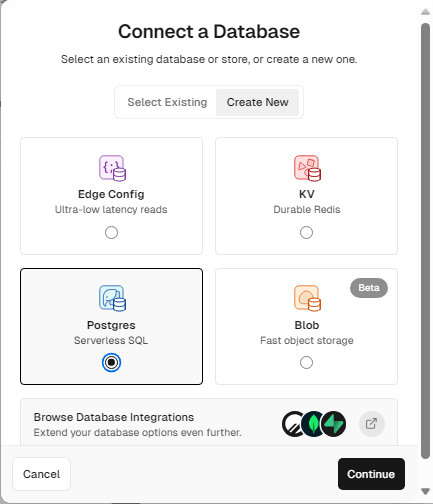 Connect a Database
Select an existing database or store, or create a new one.
Select Existing
Create New
Edge Config
Ultra-low latency reads
KV
Durable Redis
Postgres
Serverless SQL
Beta
Blob
Fast object storage
Browse Database Integrations
Extend your database options even further.
Cancel
Continue